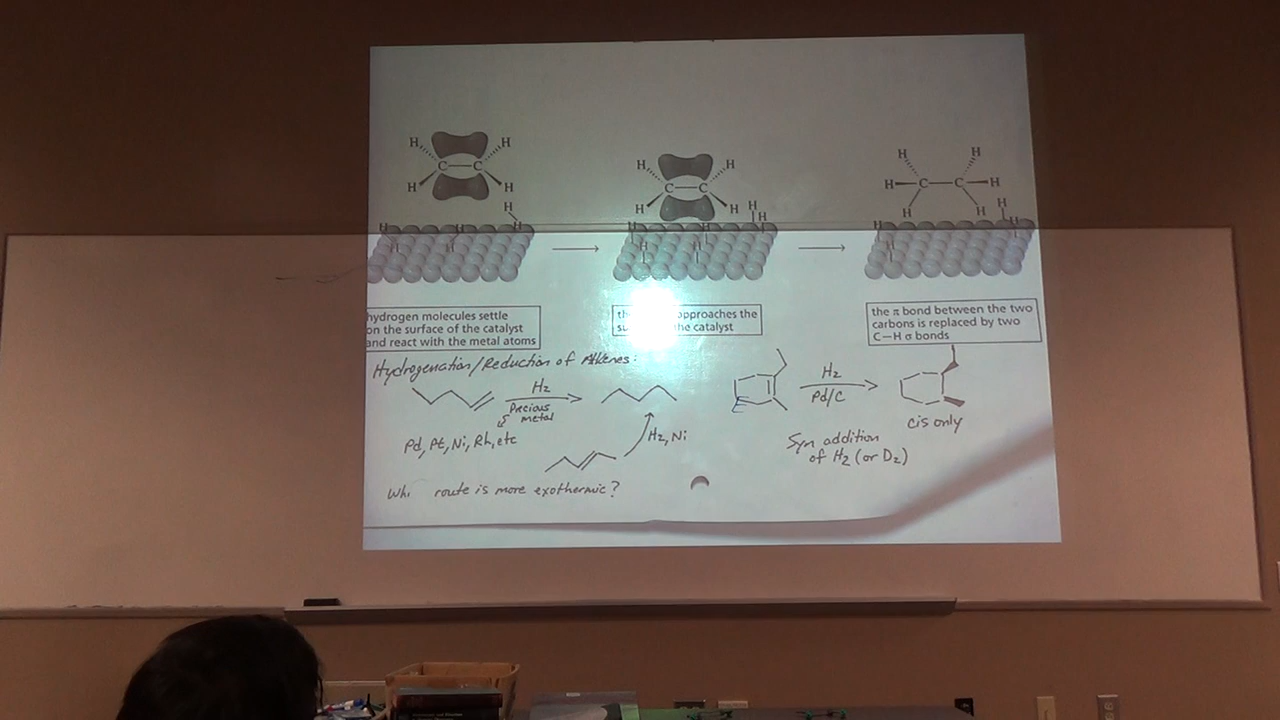 H H C C H H
H
H
H H C C H H
H
H
H H H C C H H H
H
H
hydrogen molecules settle
on the surface of the catalyst
and react with the metal atoms
approaches the
the catalyst
the π bond between the two
carbons is replaced by two
C—H σ bonds
Hydrogenation/Reduction of Alkenes:
H2
Precious
metal
Pd, Pt, Ni, Rh, etc
H2, Ni
route is more exothermic?
H2
Pd/C
cis only
Syn addition
of H2 (or D2)